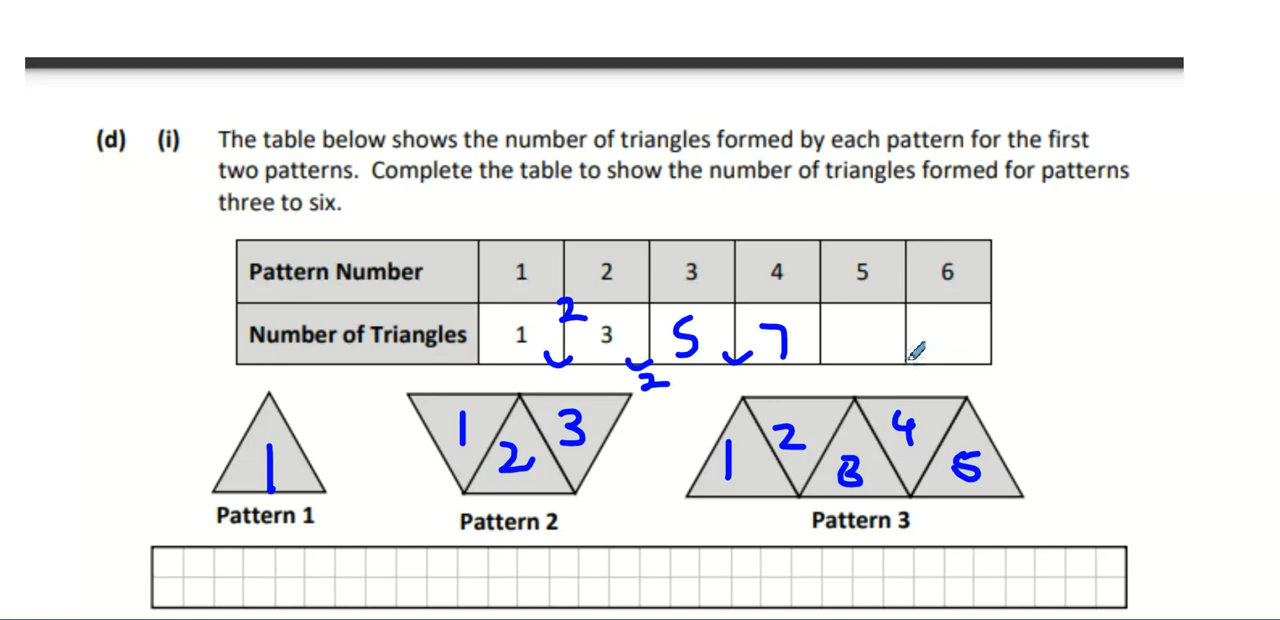 (d) (i) The table below shows the number of triangles formed by each pattern for the first
two patterns. Complete the table to show the number of triangles formed for patterns
three to six.
Pattern Number 1 2 3 4 5 6
2
Number of Triangles 1 3 5 7
2
1 1 2 3 1 2 3 4 5
Pattern 1 Pattern 2 Pattern 3